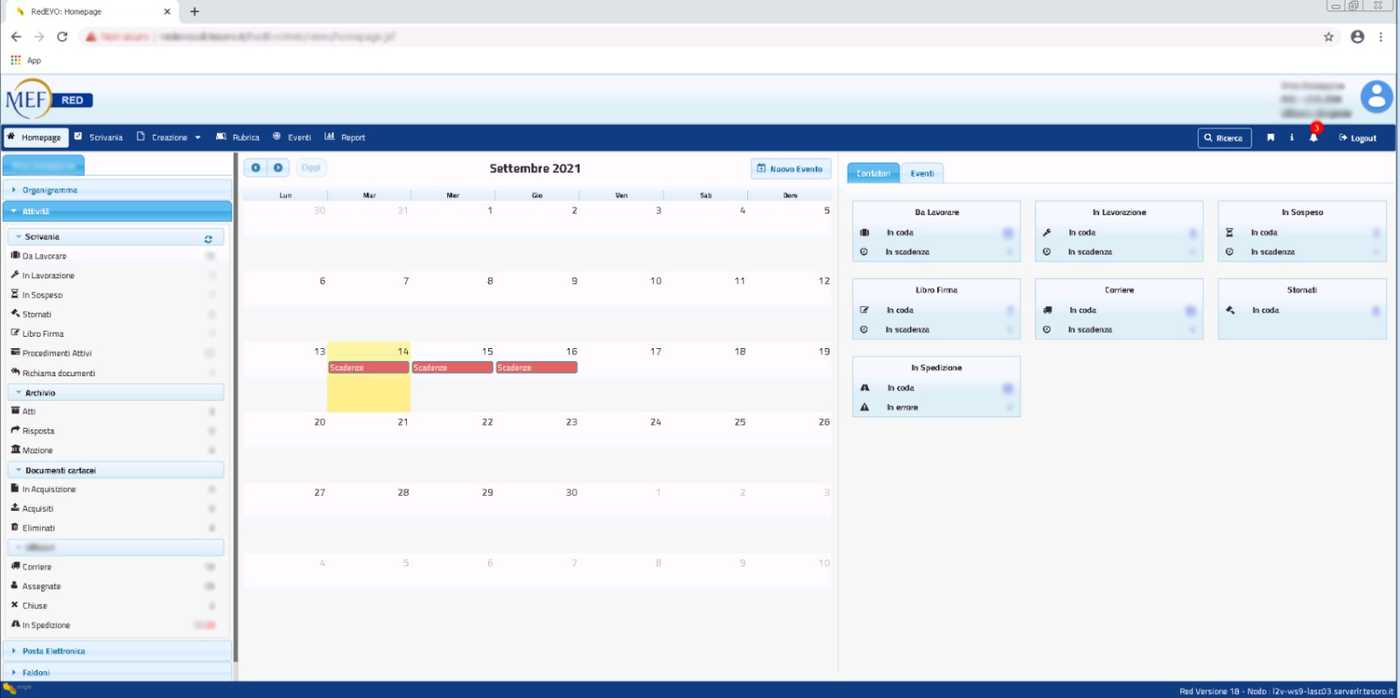 RedEVO: Homepage
App
MEF RED
Homepage Scrivania Creazione Rubrica Eventi Report Ricerca i 3 Logout
Organigramma
Attività
Scrivania
Da Lavorare
In Lavorazione
In Sospeso
Stornati
Libro Firma
Procedimenti Attivi
Richiama documenti
Archivio
Atti
Risposta
Mozione
Documenti cartacei
In Acquisizione
Acquisiti
Eliminati
Corriere
Assegnate
Chiuse
In Spedizione
Posta Elettronica
Faldoni
Oggi Settembre 2021 Nuovo Evento
Lun Mar Mer Gio Ven Sab Dom
30 31 1 2 3 4 5
6 7 8 9 10 11 12
13 14 15 16 17 18 19
Scadenze Scadenze Scadenze
20 21 22 23 24 25 26
27 28 29 30 1 2 3
4 5 6 7 8 9 10
Contatori Eventi
Da Lavorare
In coda
In scadenza
In Lavorazione
In coda
In scadenza
In Sospeso
In coda
In scadenza
Libro Firma
In coda
In scadenza
Corriere
In coda
In scadenza
Stornati
In coda
In Spedizione
In coda
In errore
Red Versione 18 - Nodo : l2v-ws9-lasc03.serverlr.tesoro.it